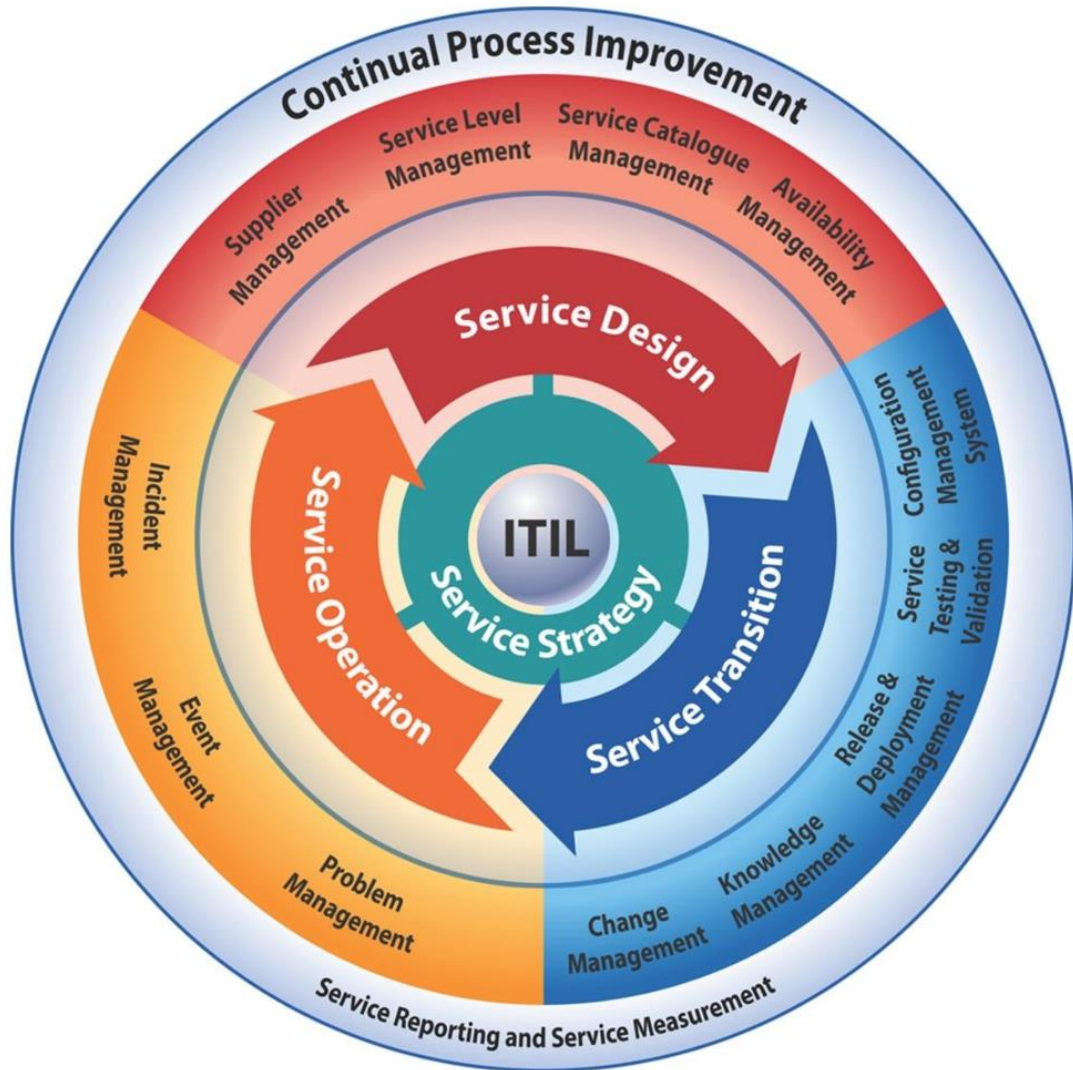 Continual Process Improvement
Supplier
Management
Service Level
Management
Service Catalogue
Management
Availability
Management
Configuration
Management
System
Service
Testing &
Validation
Release &
Deployment
Management
Knowledge
Management
Change
Management
Problem
Management
Event
Management
Incident
Management
Service Design
Service Transition
Service Operation
Service Strategy
ITIL
Service Reporting and Service Measurement